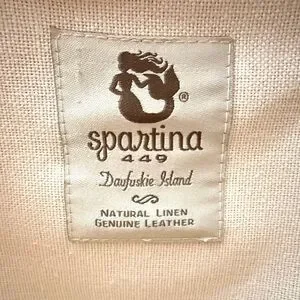 ®
spartina
449
Daufuskie Island
NATURAL LINEN
GENUINE LEATHER